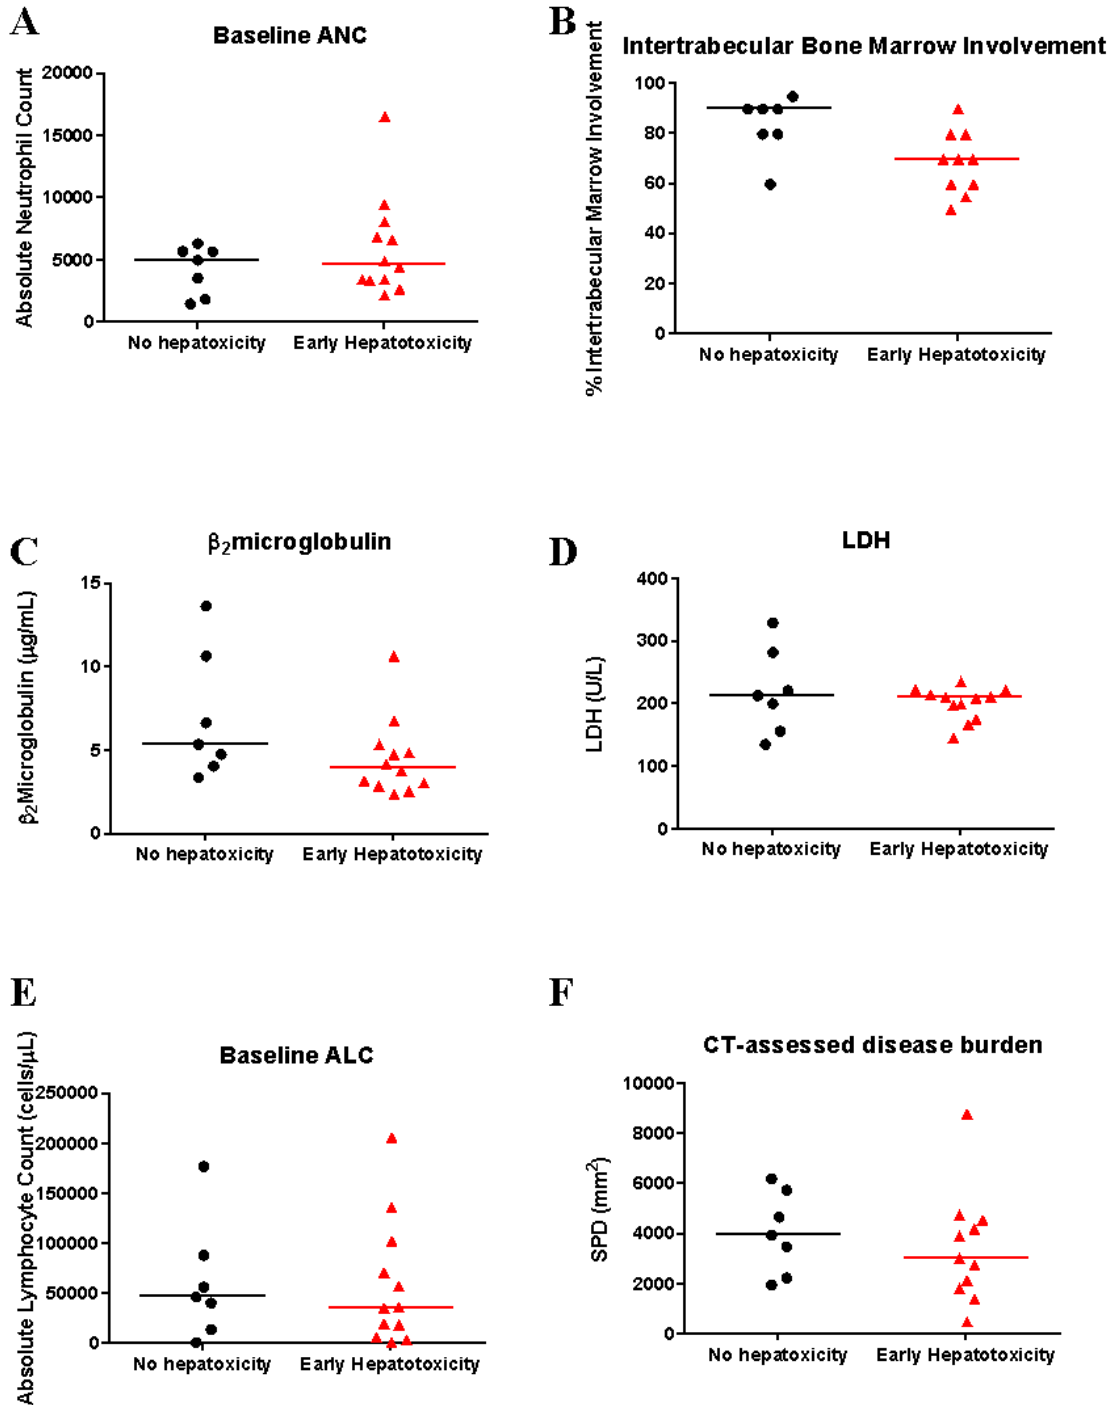 A
Baseline ANC
Absolute Neutrophil Count
20000
15000
10000
5000
0
No hepatoxicity
Early Hepatotoxicity
B
Intertrabecular Bone Marrow Involvement
% Intertrabecular Marrow Involvement
100
80
60
40
20
0
No hepatoxicity
Early Hepatotoxicity
C
β2microglobulin
β2Microglobulin (μg/mL)
15
10
5
0
No hepatoxicity
Early Hepatotoxicity
D
LDH
LDH (U/L)
400
300
200
100
0
No hepatoxicity
Early Hepatotoxicity
E
Baseline ALC
Absolute Lymphocyte Count (cells/μL)
250000
200000
150000
100000
50000
0
No hepatoxicity
Early Hepatotoxicity
F
CT-assessed disease burden
SPD (mm2)
10000
8000
6000
4000
2000
0
No hepatoxicity
Early Hepatotoxicity